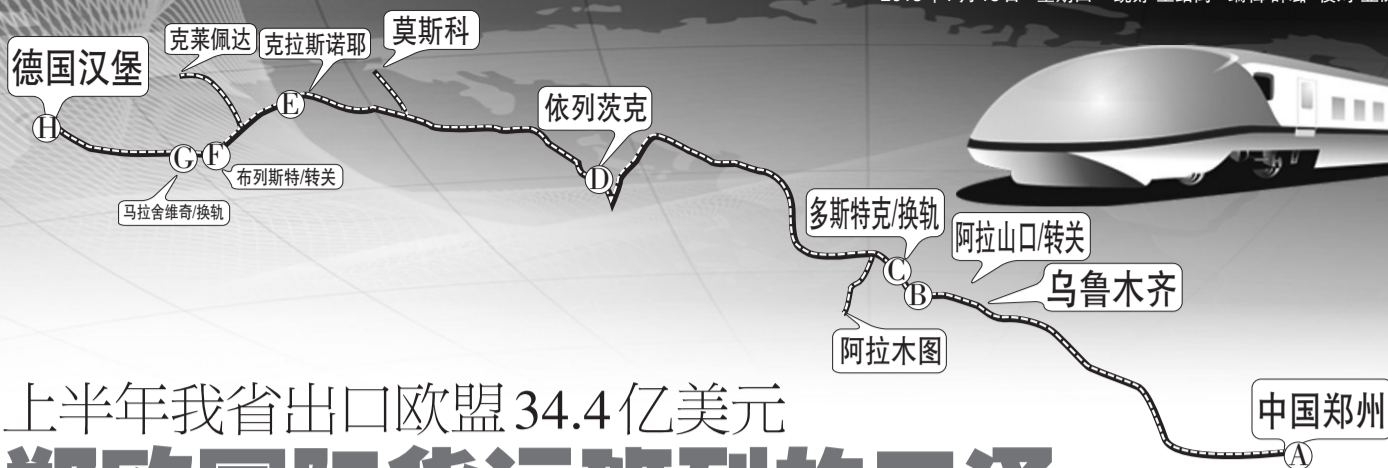 德国汉堡
克莱佩达
克拉斯诺耶
莫斯科
依列茨克
H
E
G
F
D
布列斯特/转关
马拉舍维奇/换轨
多斯特克/换轨
阿拉山口/转关
C
B
乌鲁木齐
阿拉木图
中国郑州
A
上半年我省出口欧盟34.4亿美元